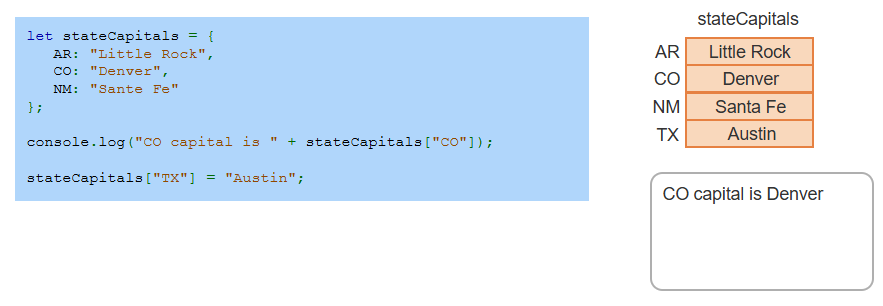 let stateCapitals = {
   AR: "Little Rock",
   CO: "Denver",
   NM: "Sante Fe"
};
console.log("CO capital is " + stateCapitals["CO"]);
stateCapitals["TX"] = "Austin";
stateCapitals
AR Little Rock
CO Denver
NM Santa Fe
TX Austin
CO capital is Denver